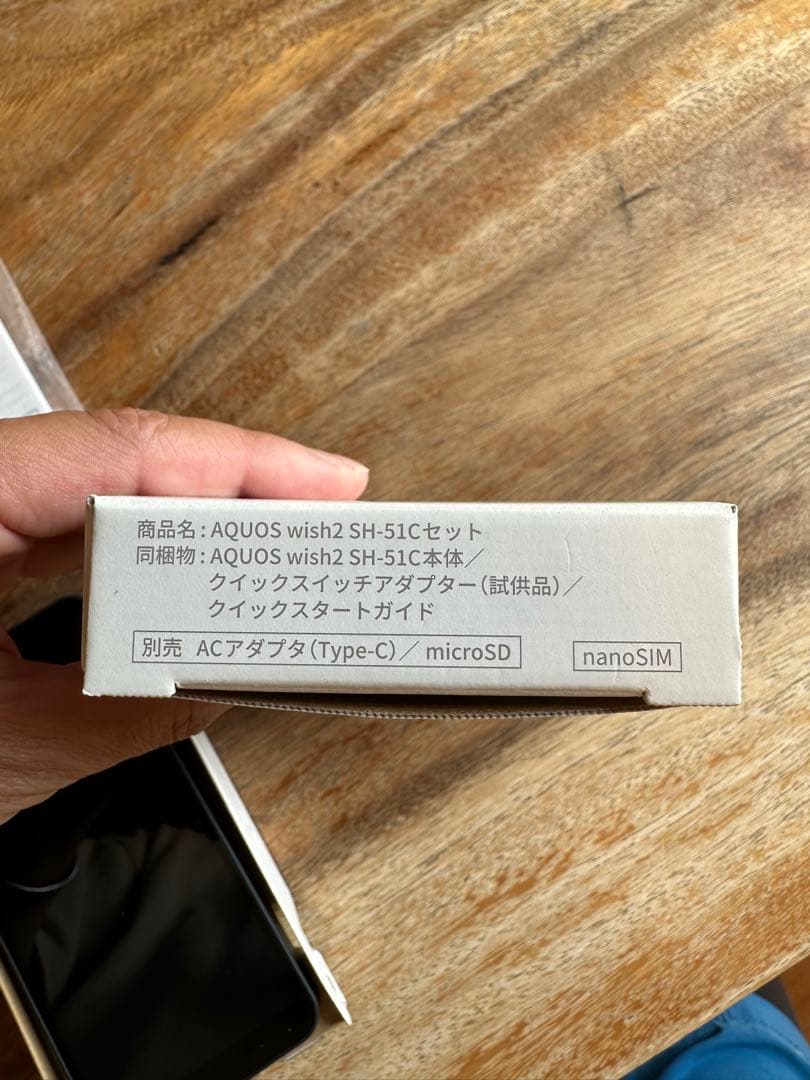 商品名：AQUOS wish2 SH-51Cセット
同梱物：AQUOS wish2 SH-51C本体／
クイックスイッチアダプター（試供品）／
クイックスタートガイド
別売 ACアダプタ（Type-C）／ microSD
nanoSIM